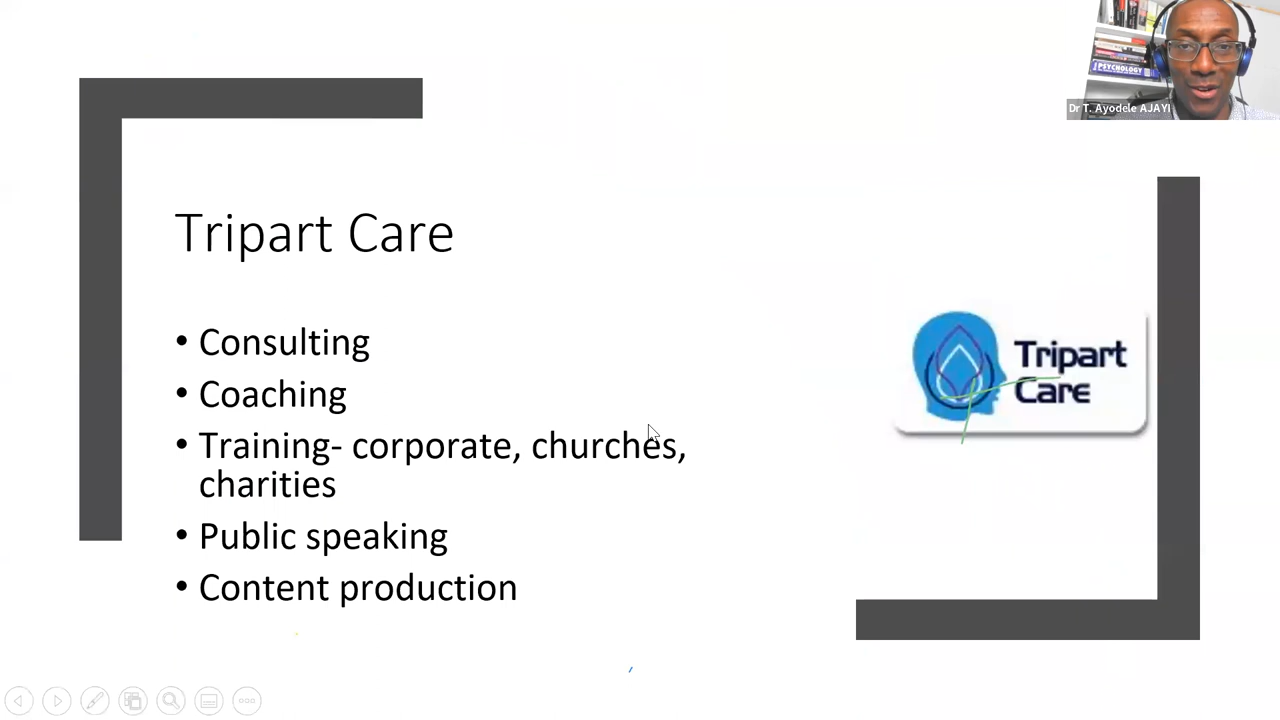 PSYCHOLOGY
Dr T. Ayodele AJAYI
Tripart Care
• Consulting
• Coaching
• Training- corporate, churches,
charities
• Public speaking
• Content production
Tripart
Care